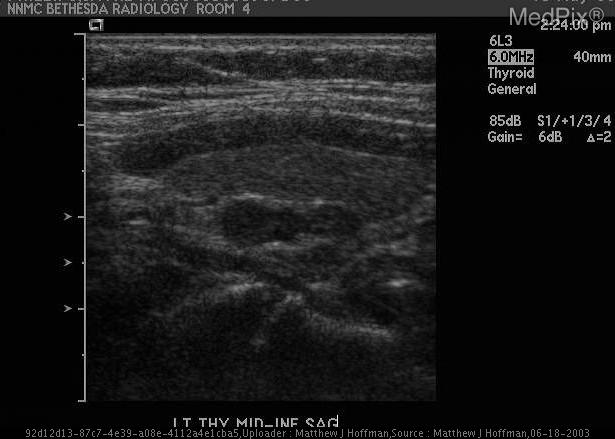 NNMC BETHESDA RADIOLOGY ROOM 4
MedPix®
2:24:00 pm
6L3
6.0MHz 40mm
Thyroid
General
85dB S1/+1/3/4
Gain= 6dB Δ=2
LT THY MID-INE SAG
92d12d13-87c7-4e39-a08e-4112a4e1cba5,Uploader : Matthew J Hoffman,Source : Matthew J Hoffman,06-18-2003